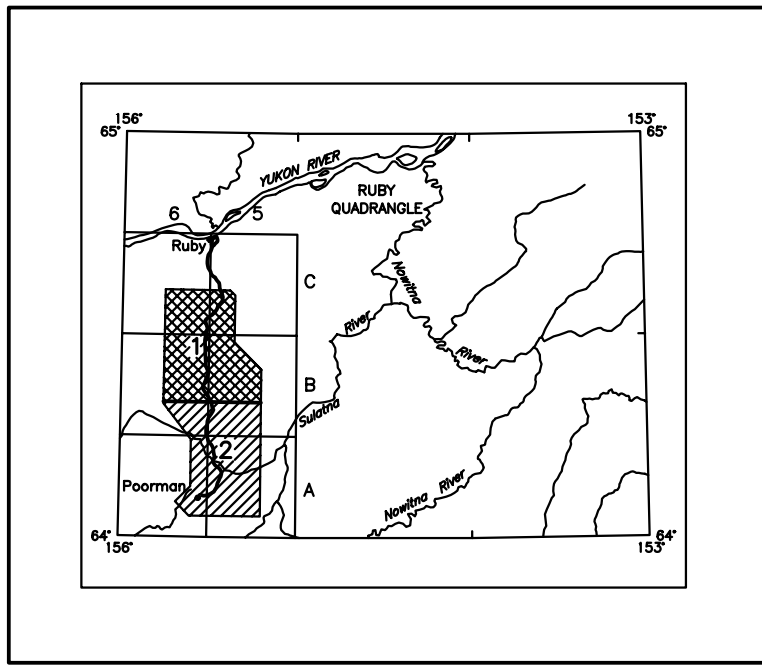 156°
153°
65°
65°
YUKON RIVER
RUBY
QUADRANGLE
6
5
Ruby
C
Nowitna
River
River
1
B
Sulatna
2
Poorman
A
Nowitna River
64°
64°
156°
153°